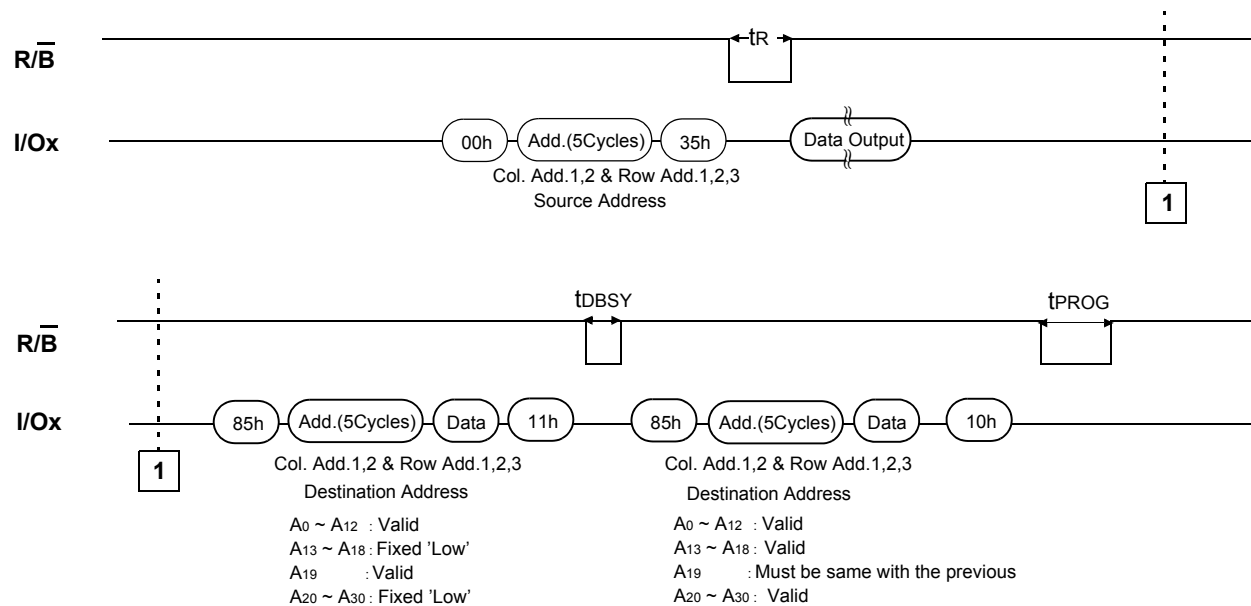 R/B tR
I/Ox 00h Add.(5Cycles) 35h Data Output
Col. Add.1,2 & Row Add.1,2,3
Source Address
1
R/B tDBSY tPROG
I/Ox 85h Add.(5Cycles) Data 11h 85h Add.(5Cycles) Data 10h
1
Col. Add.1,2 & Row Add.1,2,3
Destination Address
A0 ~ A12 : Valid
A13 ~ A18 : Fixed 'Low'
A19 : Valid
A20 ~ A30 : Fixed 'Low'
Col. Add.1,2 & Row Add.1,2,3
Destination Address
A0 ~ A12 : Valid
A13 ~ A18 : Valid
A19 : Must be same with the previous
A20 ~ A30 : Valid